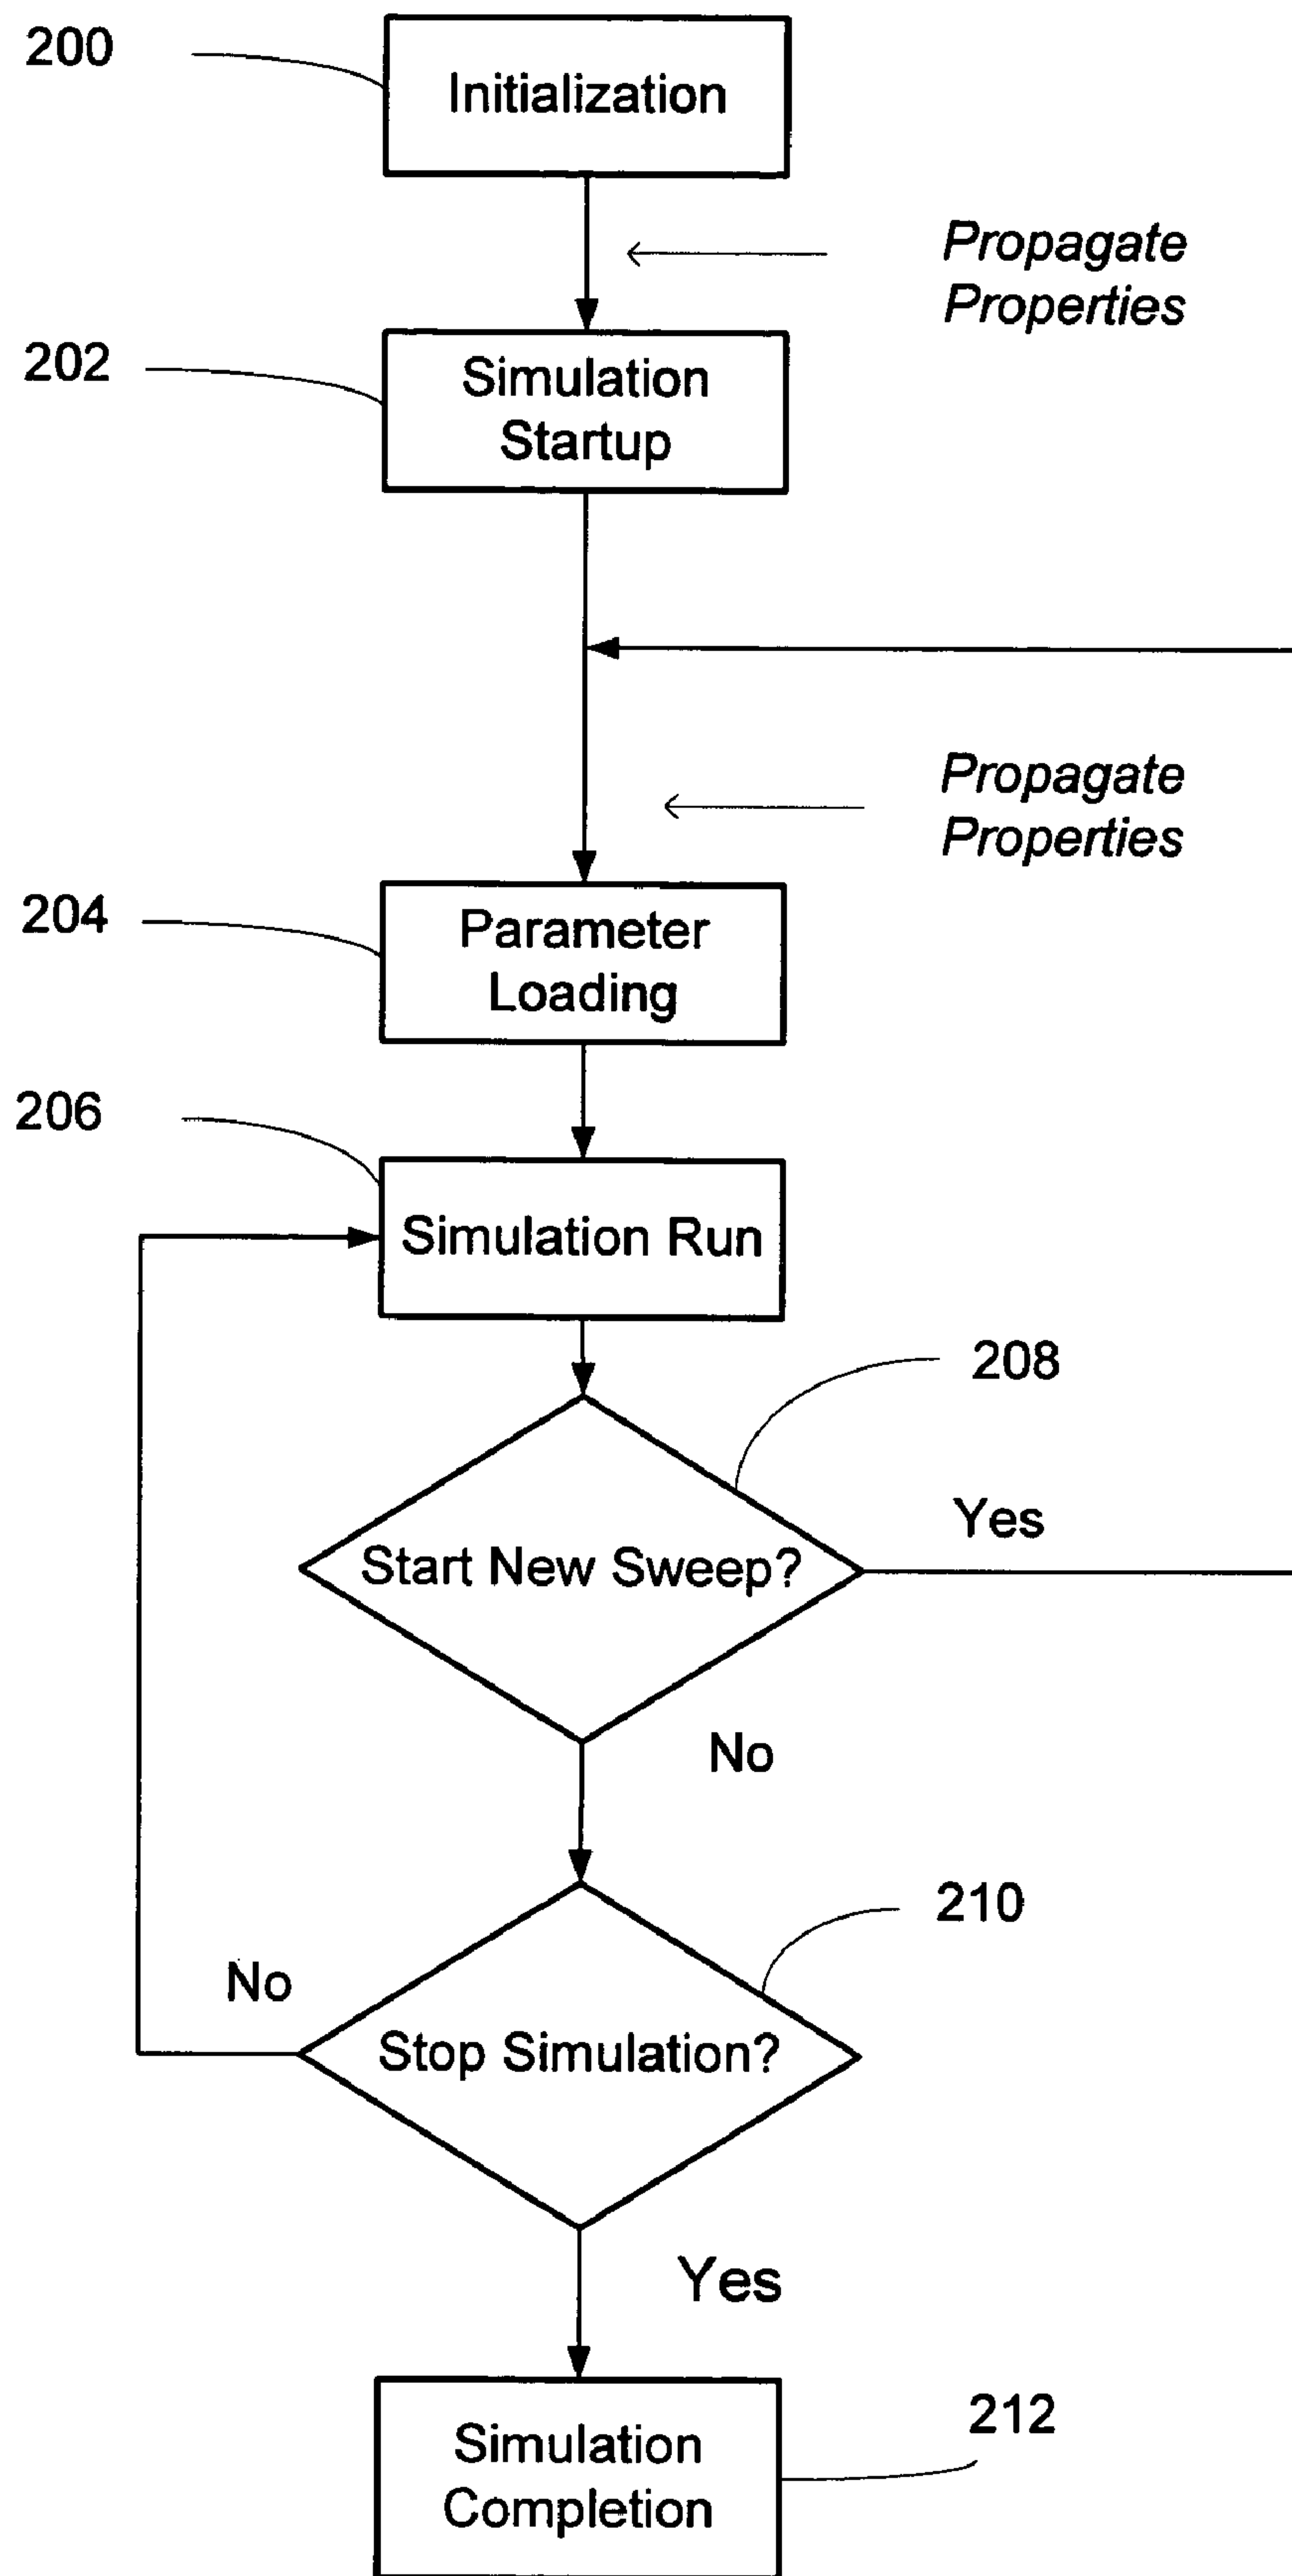 200
Initialization
Propagate
Properties
202
Simulation
Startup
Propagate
Properties
204
Parameter
Loading
206
Simulation Run
208
Start New Sweep?
Yes
No
210
Stop Simulation?
No
Yes
212
Simulation
Completion